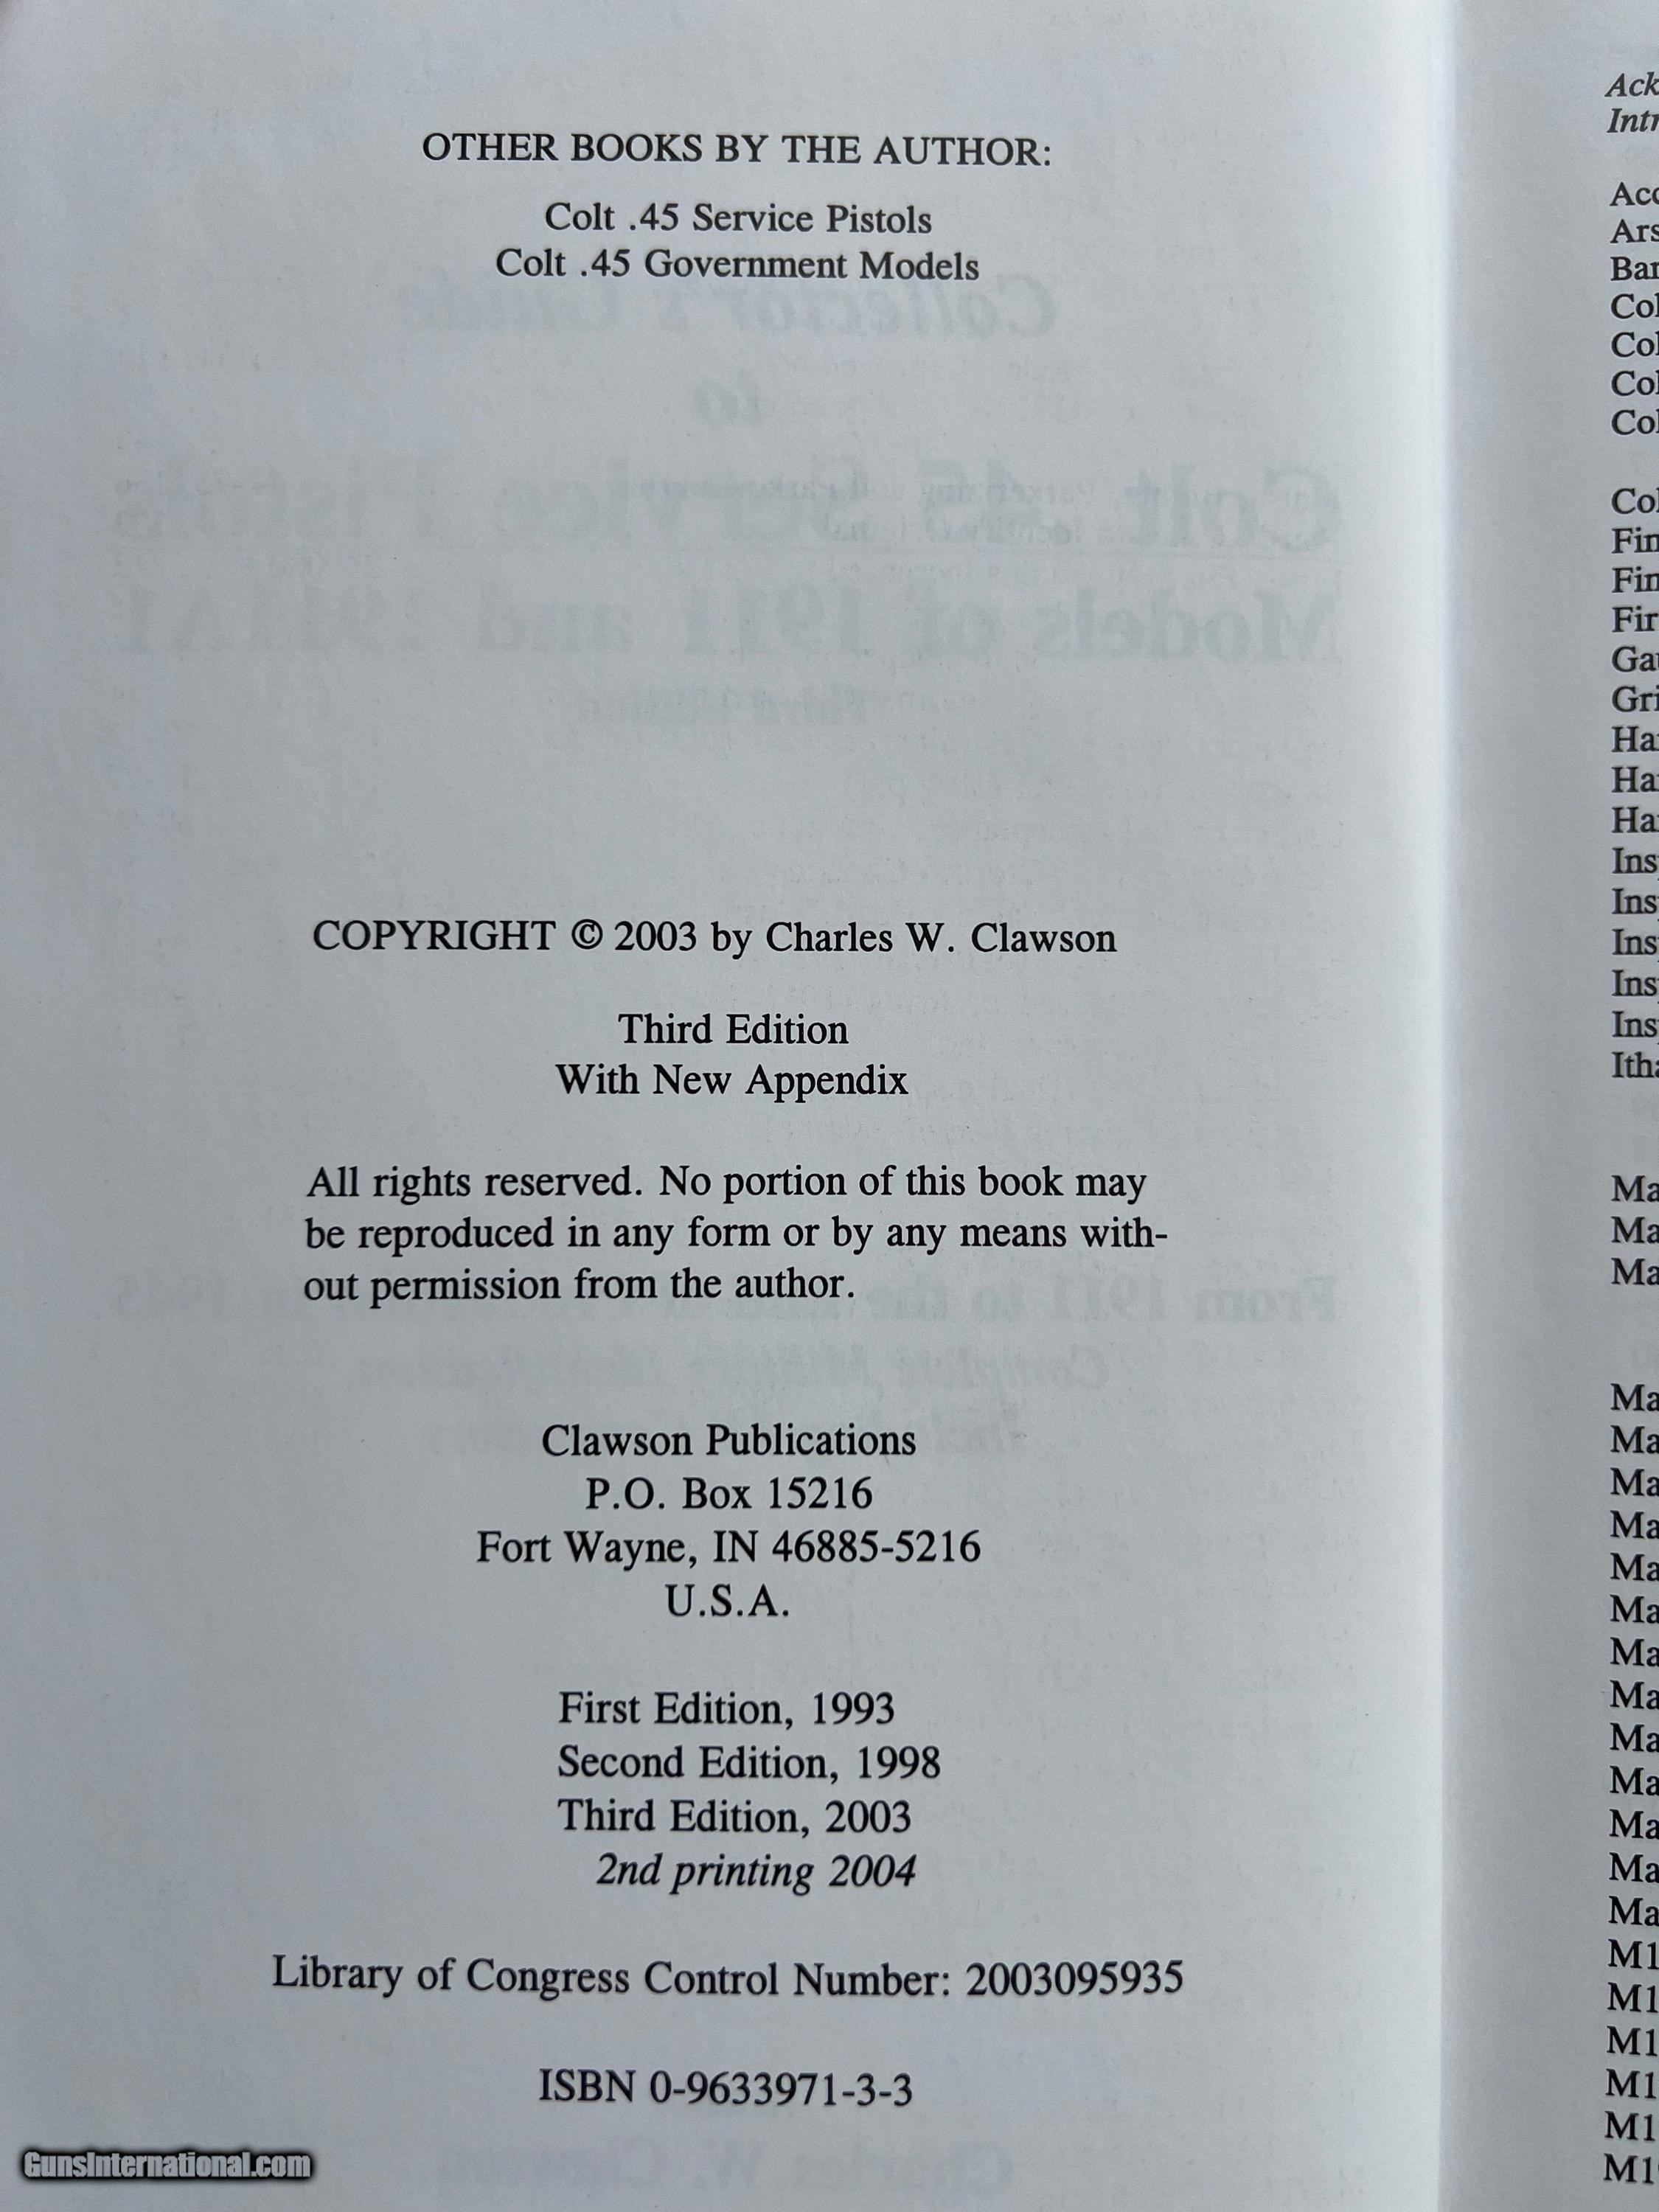 OTHER BOOKS BY THE AUTHOR:
Colt .45 Service Pistols
Colt .45 Government Models
COPYRIGHT © 2003 by Charles W. Clawson
Third Edition
With New Appendix
All rights reserved. No portion of this book may
be reproduced in any form or by any means with-
out permission from the author.
Clawson Publications
P.O. Box 15216
Fort Wayne, IN 46885-5216
U.S.A.
First Edition, 1993
Second Edition, 1998
Third Edition, 2003
2nd printing 2004
Library of Congress Control Number: 2003095935
ISBN 0-9633971-3-3
GunsInternational.com